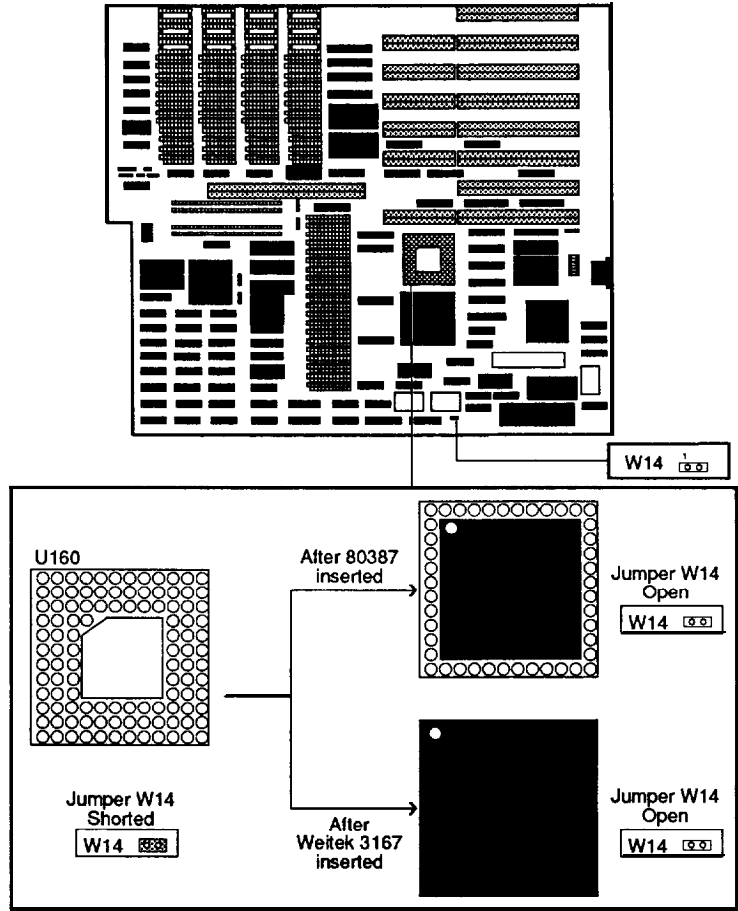 W14 1
U160
After 80387
inserted
Jumper W14
Open
W14
Jumper W14
Shorted
W14
After
Weitek 3167
inserted
Jumper W14
Open
W14